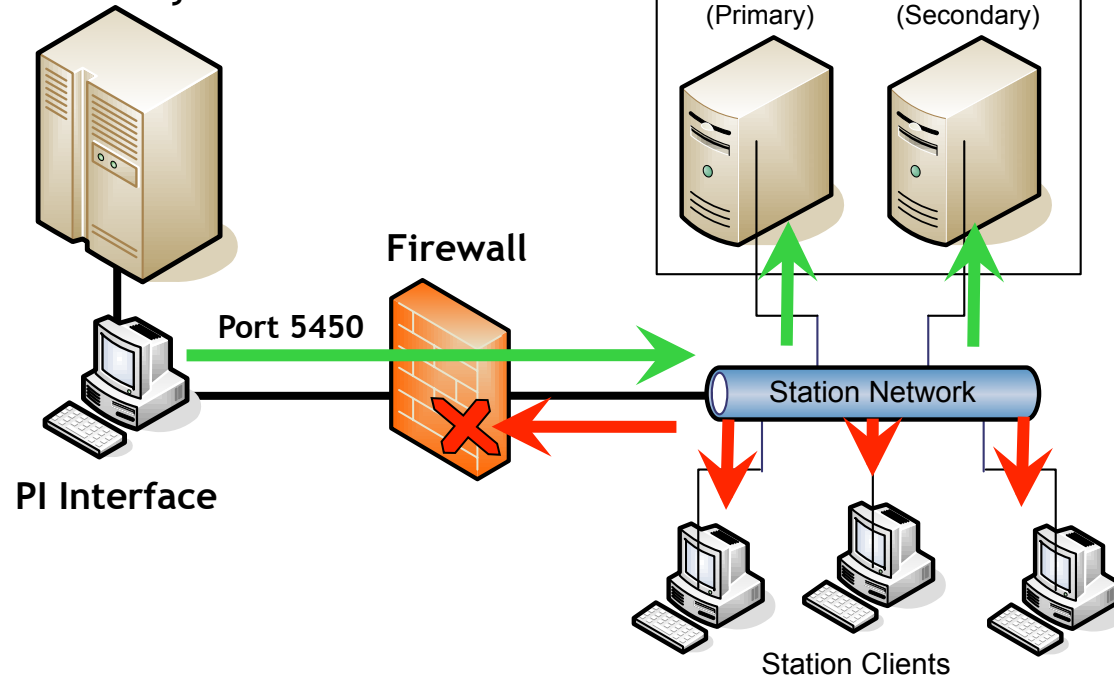 (Primary)
(Secondary)
Firewall
Port 5450
Station Network
PI Interface
Station Clients